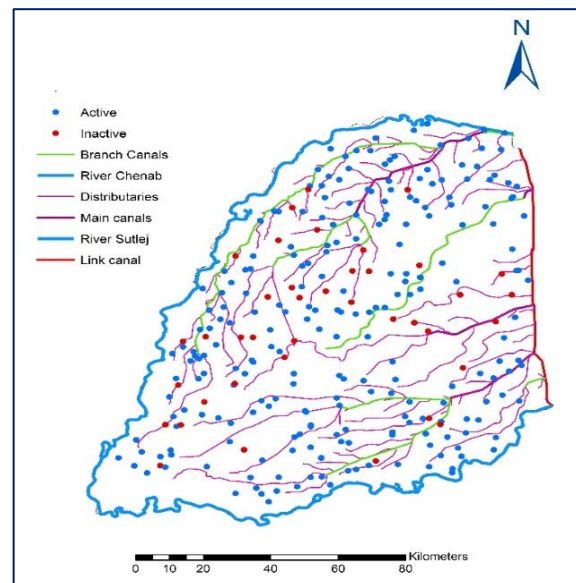 N
Active
Inactive
Branch Canals
River Chenab
Distributaries
Main canals
River Sutlej
Link canal
Kilometers
0 10 20 40 60 80